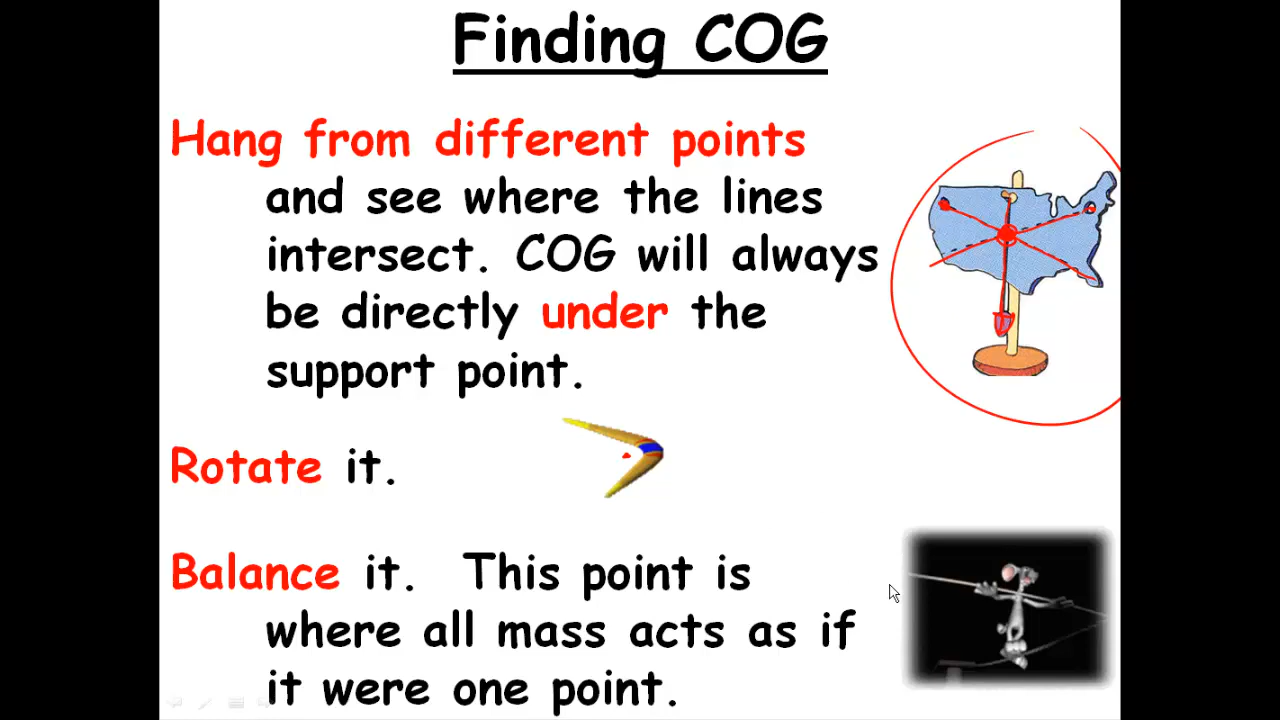 Finding COG
Hang from different points
and see where the lines
intersect. COG will always
be directly under the
support point.
Rotate it.
Balance it. This point is
where all mass acts as if
it were one point.